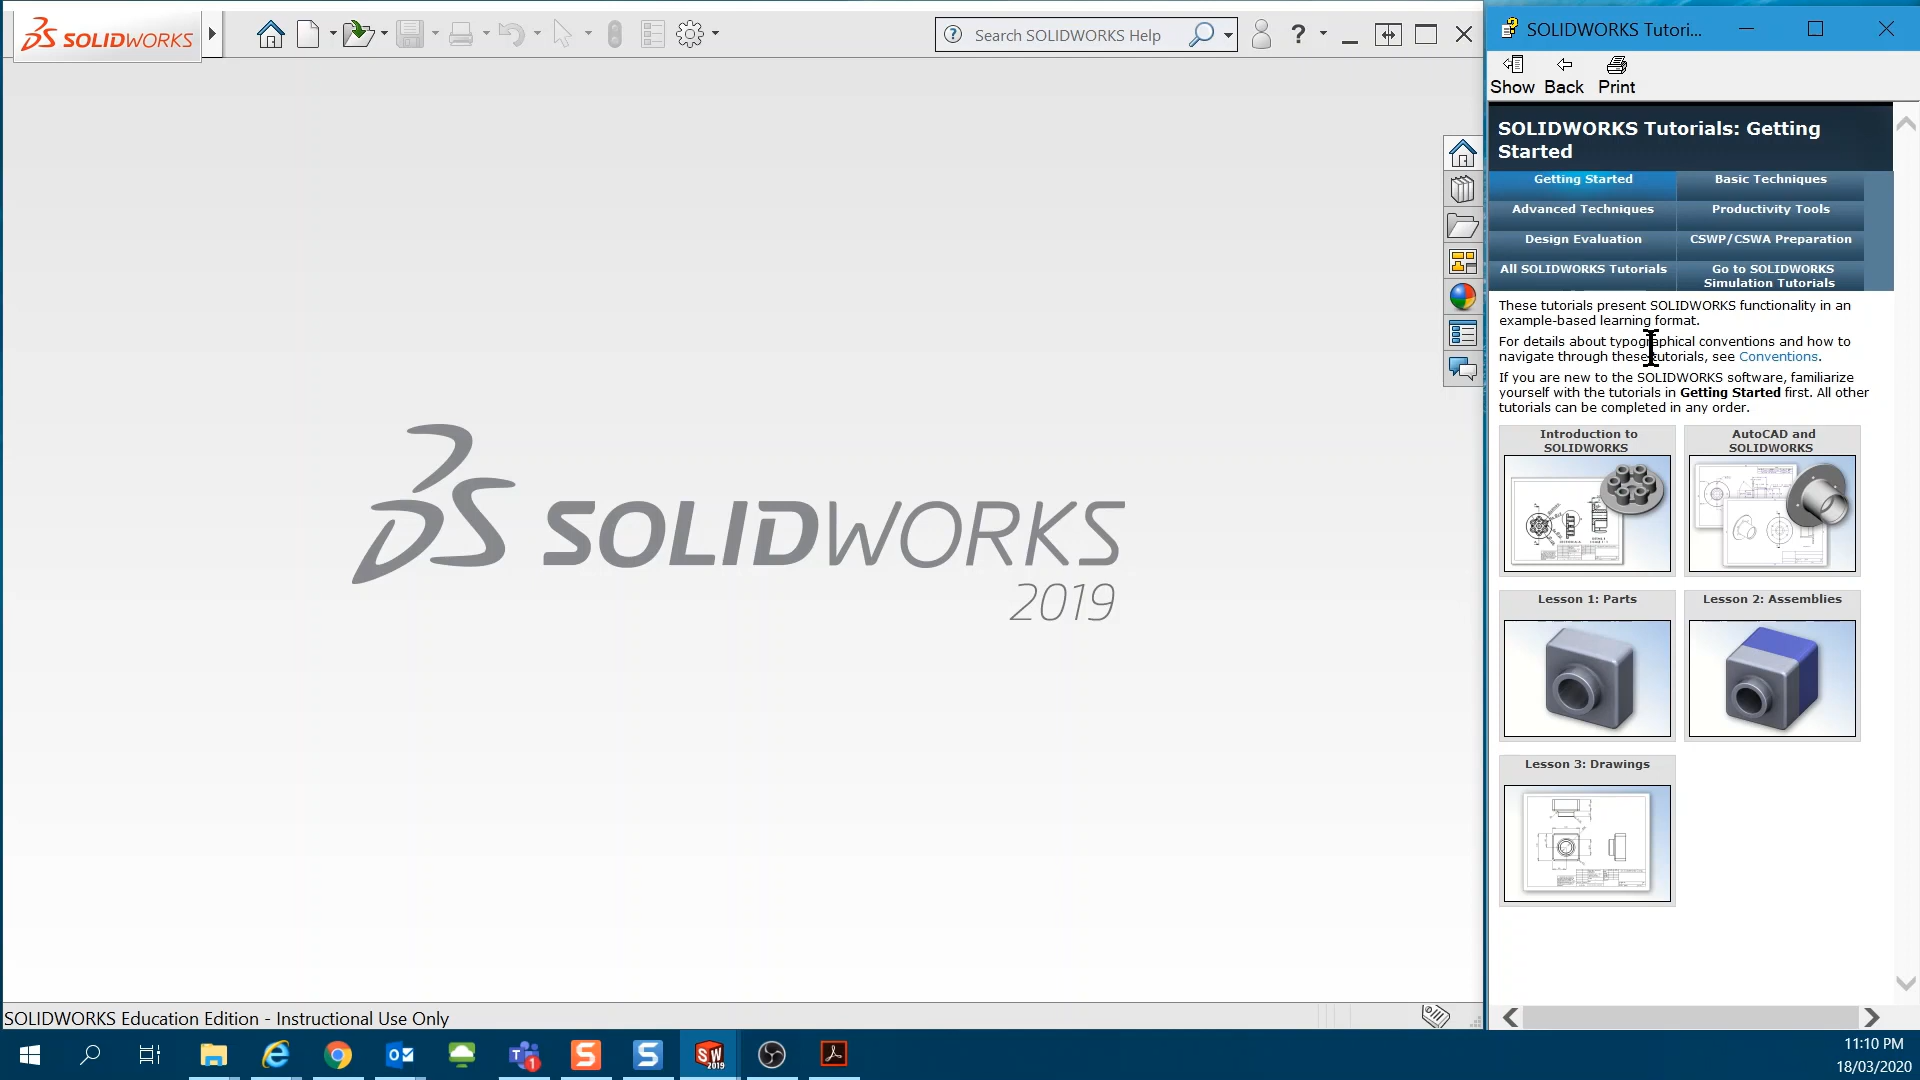 SOLIDWORKS
Search SOLIDWORKS Help
SOLIDWORKS
2019
SOLIDWORKS Education Edition - Instructional Use Only
SOLIDWORKS Tutori...
Show Back Print
SOLIDWORKS Tutorials: Getting
Started
Getting Started Basic Techniques
Advanced Techniques Productivity Tools
Design Evaluation CSWP/CSWA Preparation
All SOLIDWORKS Tutorials Go to SOLIDWORKS
Simulation Tutorials
These tutorials present SOLIDWORKS functionality in an
example-based learning format.
For details about typographical conventions and how to
navigate through these tutorials, see Conventions.
If you are new to the SOLIDWORKS software, familiarize
yourself with the tutorials in Getting Started first. All other
tutorials can be completed in any order.
Introduction to
SOLIDWORKS
AutoCAD and
SOLIDWORKS
Lesson 1: Parts
Lesson 2: Assemblies
Lesson 3: Drawings
SW
2019
1
11:10 PM
18/03/2020